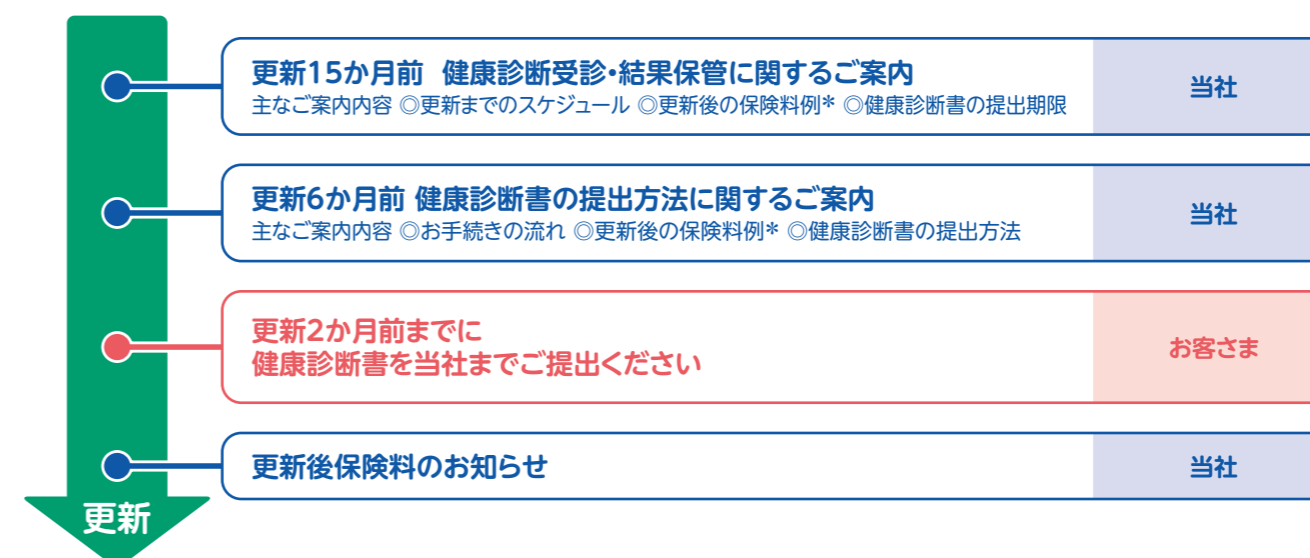 更新15か月前 健康診断受診・結果保管に関するご案内
主なご案内内容 ◎更新までのスケジュール ◎更新後の保険料例* ◎健康診断書の提出期限
当社
更新6か月前 健康診断書の提出方法に関するご案内
主なご案内内容 ◎お手続きの流れ ◎更新後の保険料例* ◎健康診断書の提出方法
当社
更新2か月前までに
健康診断書を当社までご提出ください
お客さま
更新後保険料のお知らせ
当社
更新